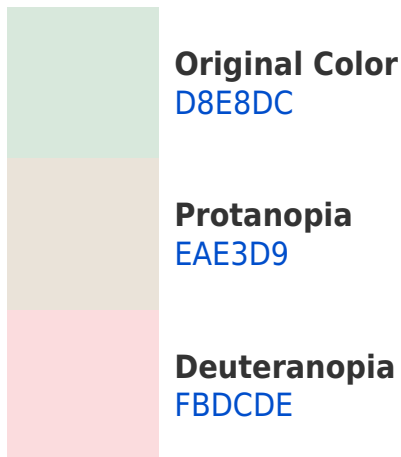 Original Color
D8E8DC
Protanopia
EAE3D9
Deuteranopia
FBDCDE